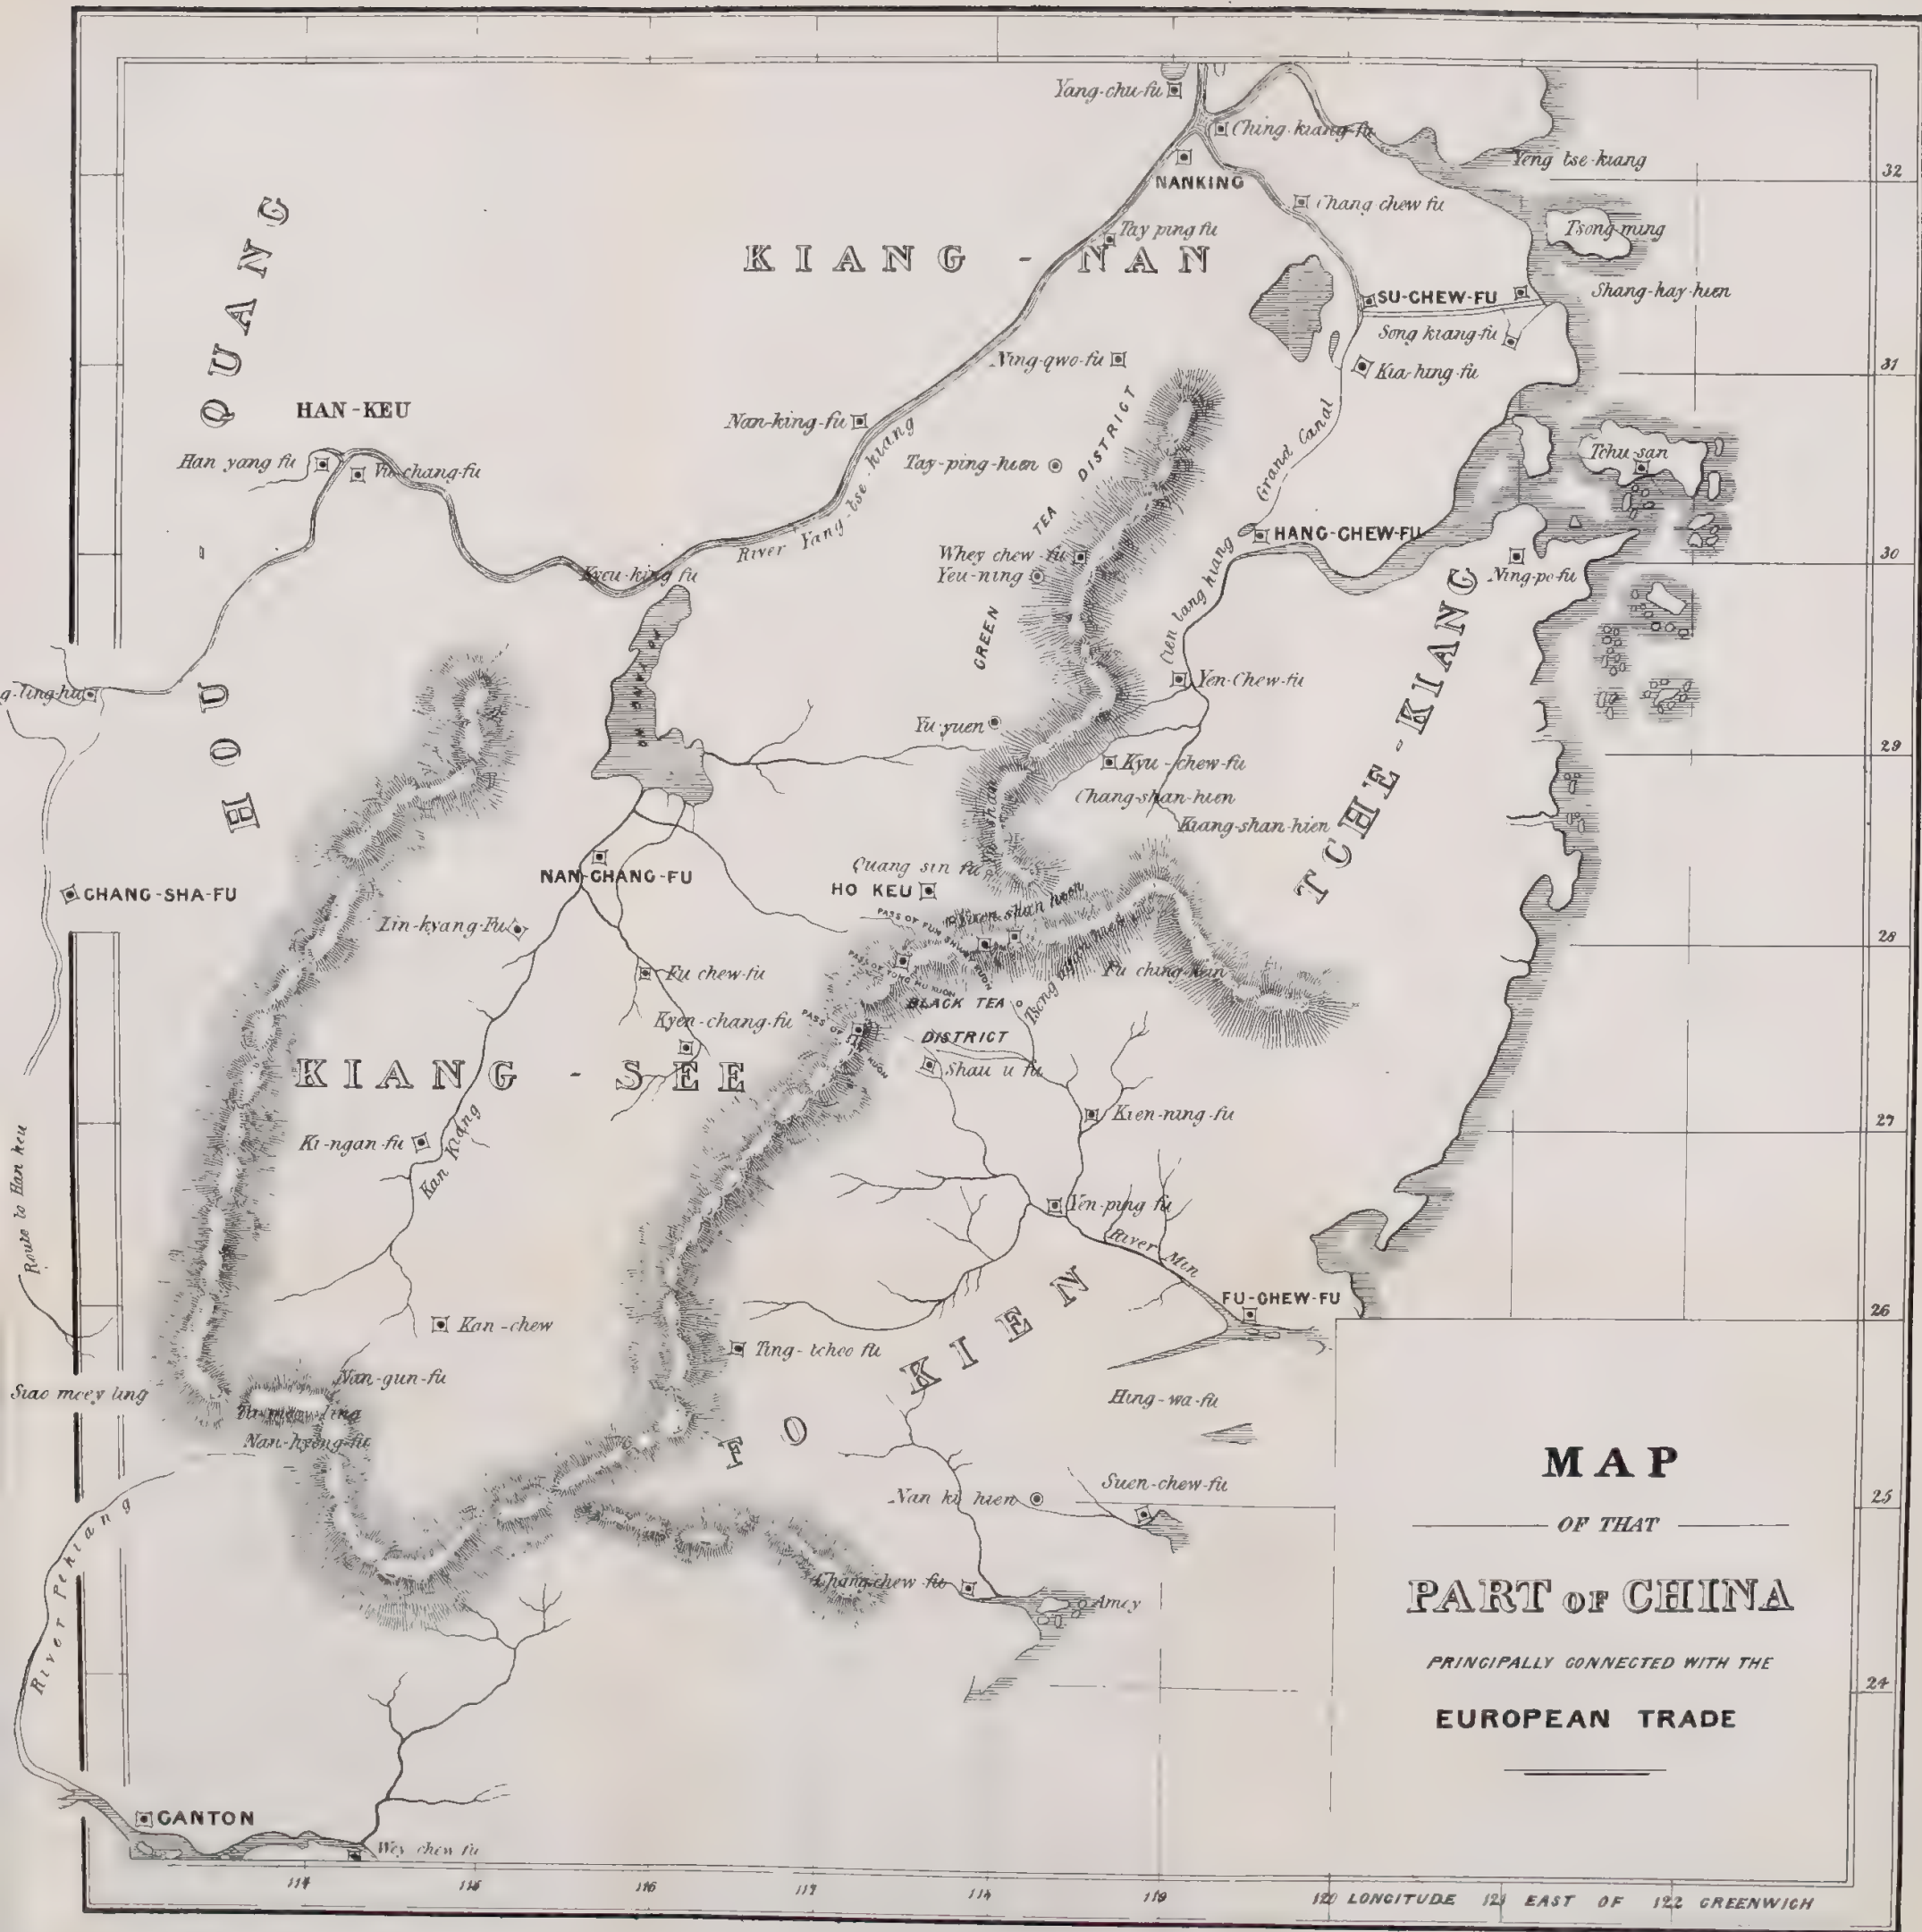 Yang-chu-fu
Ching-kiang-fu
NANKING
Yeng tse-kiang
32
Chang chew fu
Tay ping fu
Tsong ming
KIANG - NAN
SU-CHEW-FU
Shang-hay-hien
Song kiang-fu
Ning-qwo-fu
Kia-hing-fu
31
HOU - QUANG
HAN-KEU
Nan-king-fu
Han yang fu
Vu-chang-fu
Tay-ping-hien
GREEN TEA DISTRICT
Grand Canal
Tchu-san
River Yang-tse-kiang
HANG-CHEW-FU
Whey chew-fu
Yeu-ning
Ning-po-fu
30
Kyeu-king fu
Cien tang kiang
Yen-Chew-fu
TCHE-KIANG
Yu-yuen
29
Kyu-chew-fu
Chang-shan-hien
Kiang-shan-hien
NAN-CHANG-FU
Quang sin fu
HO KEU
CHANG-SHA-FU
Lin-kyang-Fu
28
Fu chew-fu
Fu ching-hien
BLACK TEA
DISTRICT
Kyen-chang-fu
PASS OF
KIANG - SEE
Shau u fu
Kien-ning-fu
27
Ki-ngan-fu
Kan Kiang
Route to Han keu
Yen-ping fu
River Min
FU-CHEW-FU
26
Kan-chew
Ting-tcheo fu
FO KIEN
Siao meey ling
Nan-gun-fu
Nan-hyong-fu
Hing-wa-fu
Nan ki hien
Suen-chew-fu
25
River Pekiang
Chang chew fu
Amoy
24
MAP
OF THAT
PART OF CHINA
PRINCIPALLY CONNECTED WITH THE
EUROPEAN TRADE
CANTON
Wey chew fu
114 115 116 117 114 119 120 LONGITUDE 121 EAST OF 122 GREENWICH